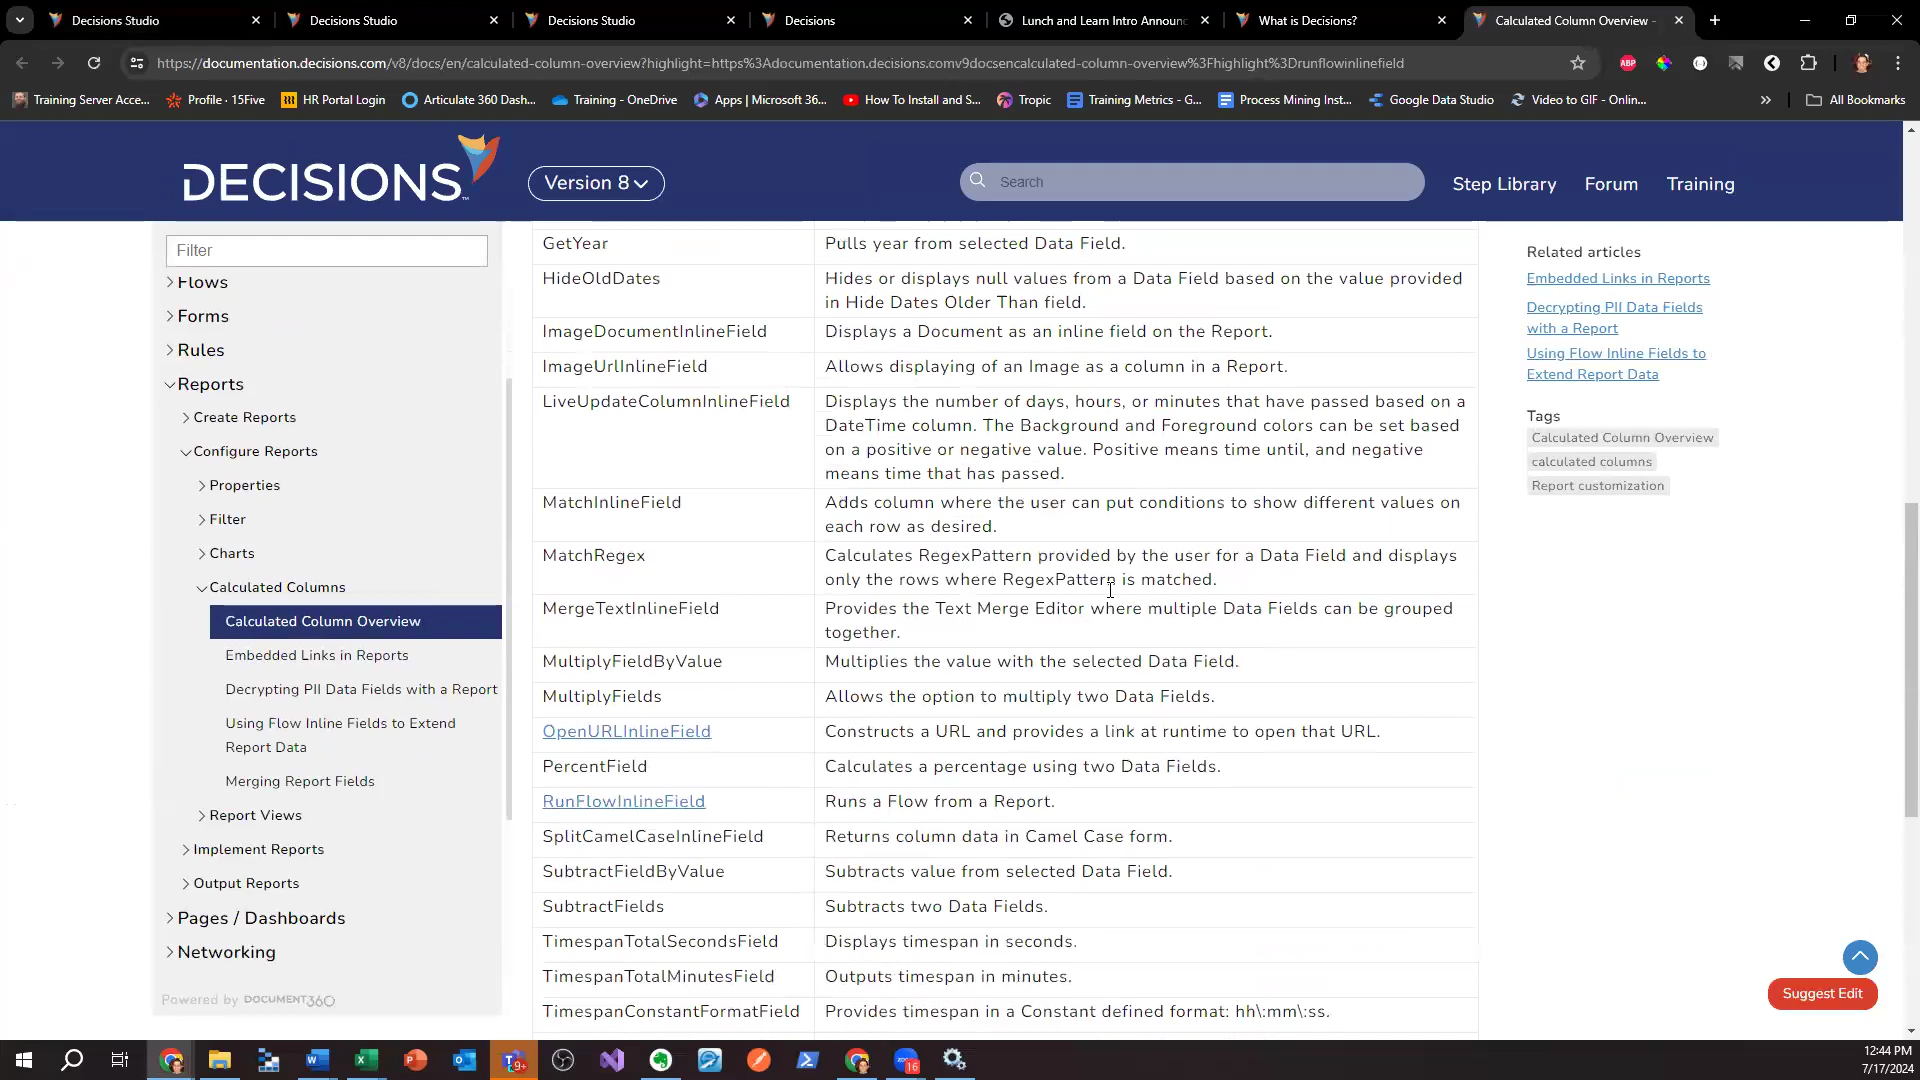 Decisions Studio
Decisions Studio
Decisions Studio
Decisions
Lunch and Learn Intro Announc
What is Decisions?
Calculated Column Overview -
https://documentation.decisions.com/v8/docs/en/calculated-column-overview?highlight=https%3Adocumentation.decisions.comv9docsencalculated-column-overview%3Fhighlight%3Drunflowinlinefield
ABP
Training Server Acce...
Profile · 15Five
HR Portal Login
Articulate 360 Dash...
Training - OneDrive
Apps | Microsoft 36...
How To Install and S...
Tropic
Training Metrics - G...
Process Mining Inst...
Google Data Studio
Video to GIF - Onlin...
All Bookmarks
DECISIONS
Version 8
Search
Step Library
Forum
Training
Filter
Flows
Forms
Rules
Reports
Create Reports
Configure Reports
Properties
Filter
Charts
Calculated Columns
Calculated Column Overview
Embedded Links in Reports
Decrypting PII Data Fields with a Report
Using Flow Inline Fields to Extend
Report Data
Merging Report Fields
Report Views
Implement Reports
Output Reports
Pages / Dashboards
Networking
Powered by DOCUMENT360
GetYear
Pulls year from selected Data Field.
HideOldDates
Hides or displays null values from a Data Field based on the value provided
in Hide Dates Older Than field.
ImageDocumentInlineField
Displays a Document as an inline field on the Report.
ImageUrlInlineField
Allows displaying of an Image as a column in a Report.
LiveUpdateColumnInlineField
Displays the number of days, hours, or minutes that have passed based on a
DateTime column. The Background and Foreground colors can be set based
on a positive or negative value. Positive means time until, and negative
means time that has passed.
MatchInlineField
Adds column where the user can put conditions to show different values on
each row as desired.
MatchRegex
Calculates RegexPattern provided by the user for a Data Field and displays
only the rows where RegexPattern is matched.
MergeTextInlineField
Provides the Text Merge Editor where multiple Data Fields can be grouped
together.
MultiplyFieldByValue
Multiplies the value with the selected Data Field.
MultiplyFields
Allows the option to multiply two Data Fields.
OpenURLInlineField
Constructs a URL and provides a link at runtime to open that URL.
PercentField
Calculates a percentage using two Data Fields.
RunFlowInlineField
Runs a Flow from a Report.
SplitCamelCaseInlineField
Returns column data in Camel Case form.
SubtractFieldByValue
Subtracts value from selected Data Field.
SubtractFields
Subtracts two Data Fields.
TimespanTotalSecondsField
Displays timespan in seconds.
TimespanTotalMinutesField
Outputs timespan in minutes.
TimespanConstantFormatField
Provides timespan in a Constant defined format: hh\:mm\:ss.
Related articles
Embedded Links in Reports
Decrypting PII Data Fields
with a Report
Using Flow Inline Fields to
Extend Report Data
Tags
Calculated Column Overview
calculated columns
Report customization
Suggest Edit
9+
16
12:44 PM
7/17/2024